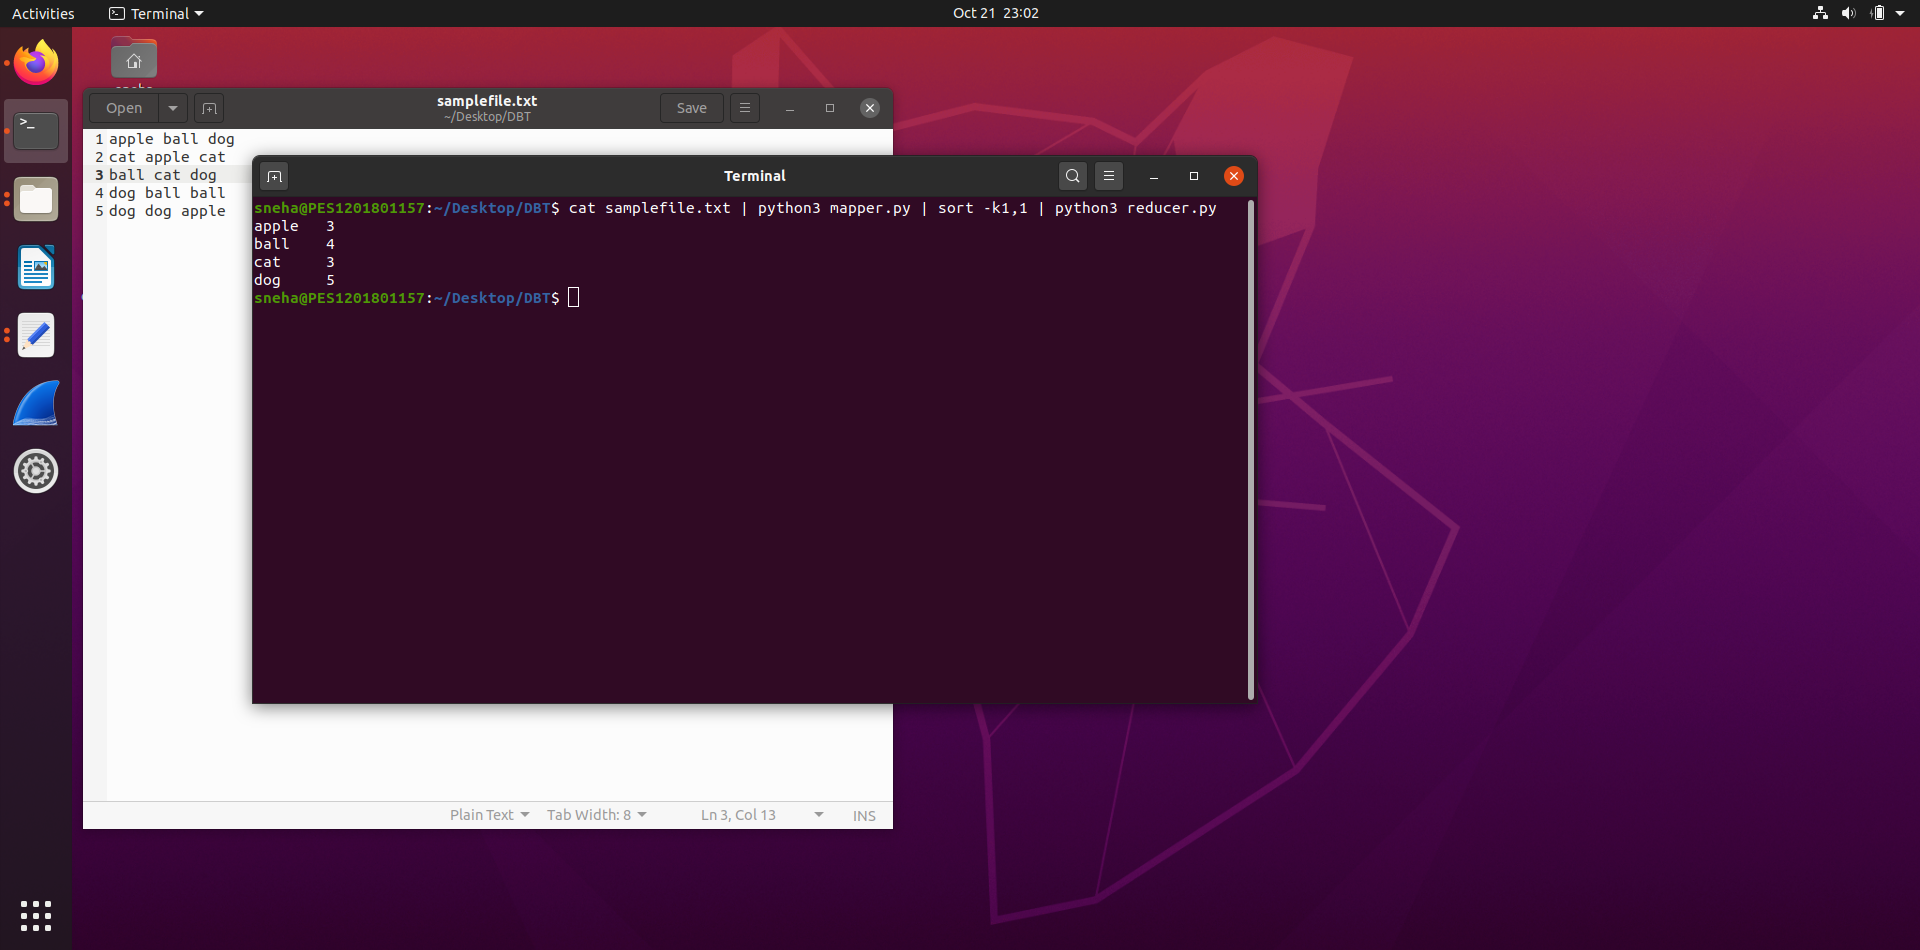 Activities
Terminal
Oct 21 23:02
Open
samplefile.txt
~/Desktop/DBT
Save
1 apple ball dog
2 cat apple cat
3 ball cat dog
4 dog ball ball
5 dog dog apple
Terminal
sneha@PES1201801157:~/Desktop/DBT$ cat samplefile.txt | python3 mapper.py | sort -k1,1 | python3 reducer.py
apple 3
ball 4
cat 3
dog 5
sneha@PES1201801157:~/Desktop/DBT$
Plain Text
Tab Width: 8
Ln 3, Col 13
INS